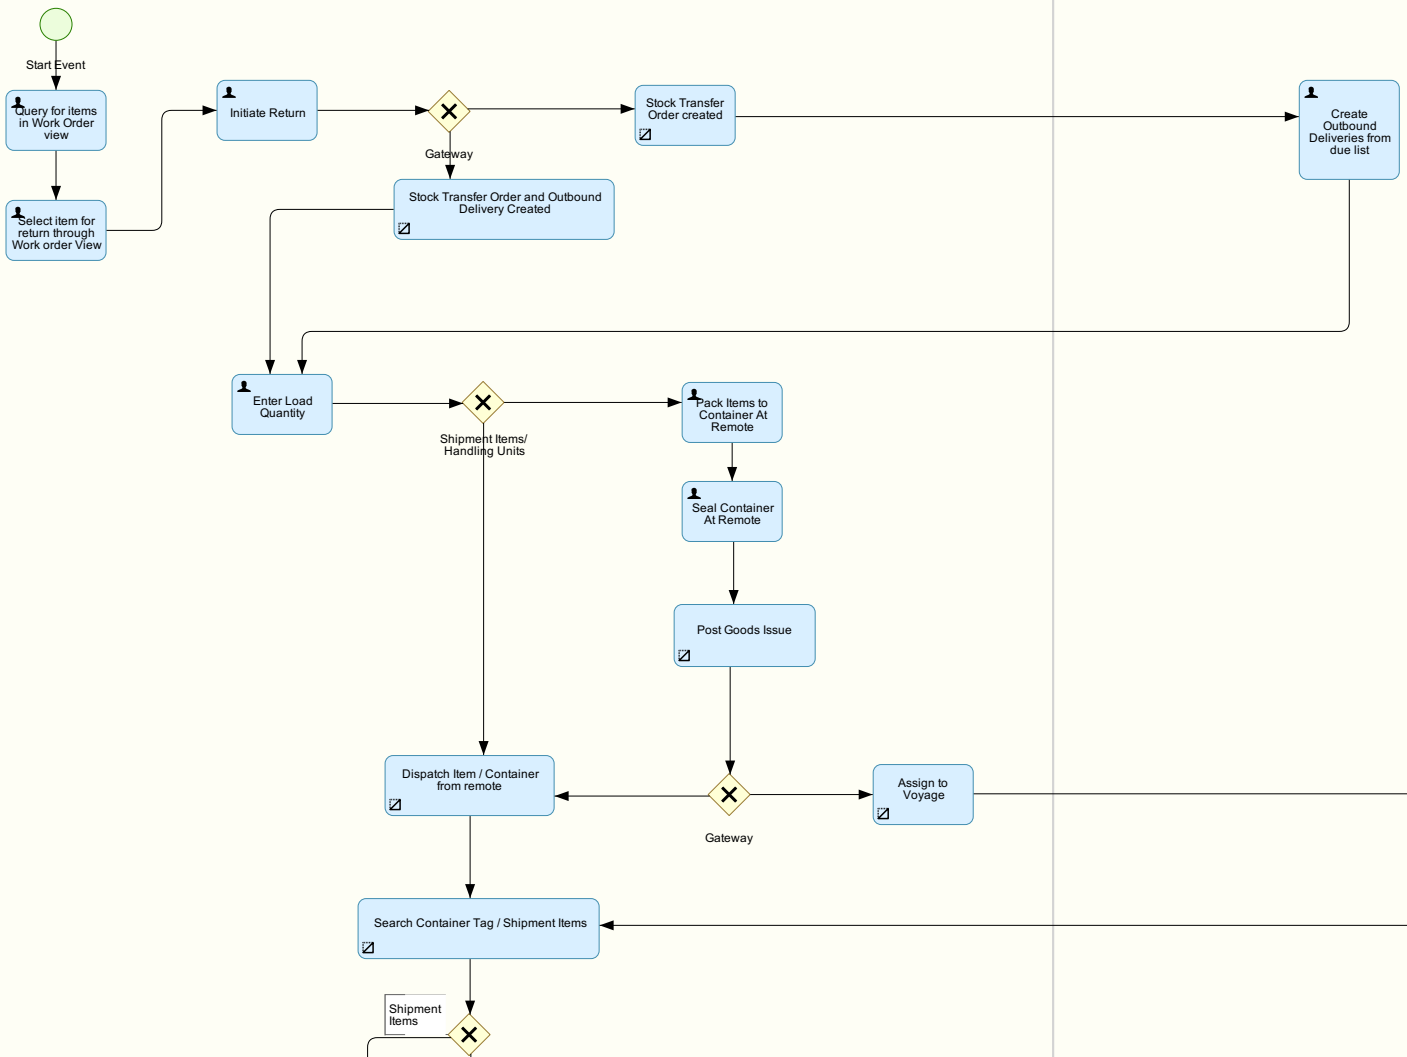 Start Event
Query for items
in Work Order
view
Select item for
return through
Work order View
Initiate Return
Gateway
Stock Transfer
Order created
Create
Outbound
Deliveries from
due list
Stock Transfer Order and Outbound
Delivery Created
Enter Load
Quantity
Shipment Items/
Handling Units
Pack Items to
Container At
Remote
Seal Container
At Remote
Post Goods Issue
Dispatch Item / Container
from remote
Gateway
Assign to
Voyage
Search Container Tag / Shipment Items
Shipment
Items